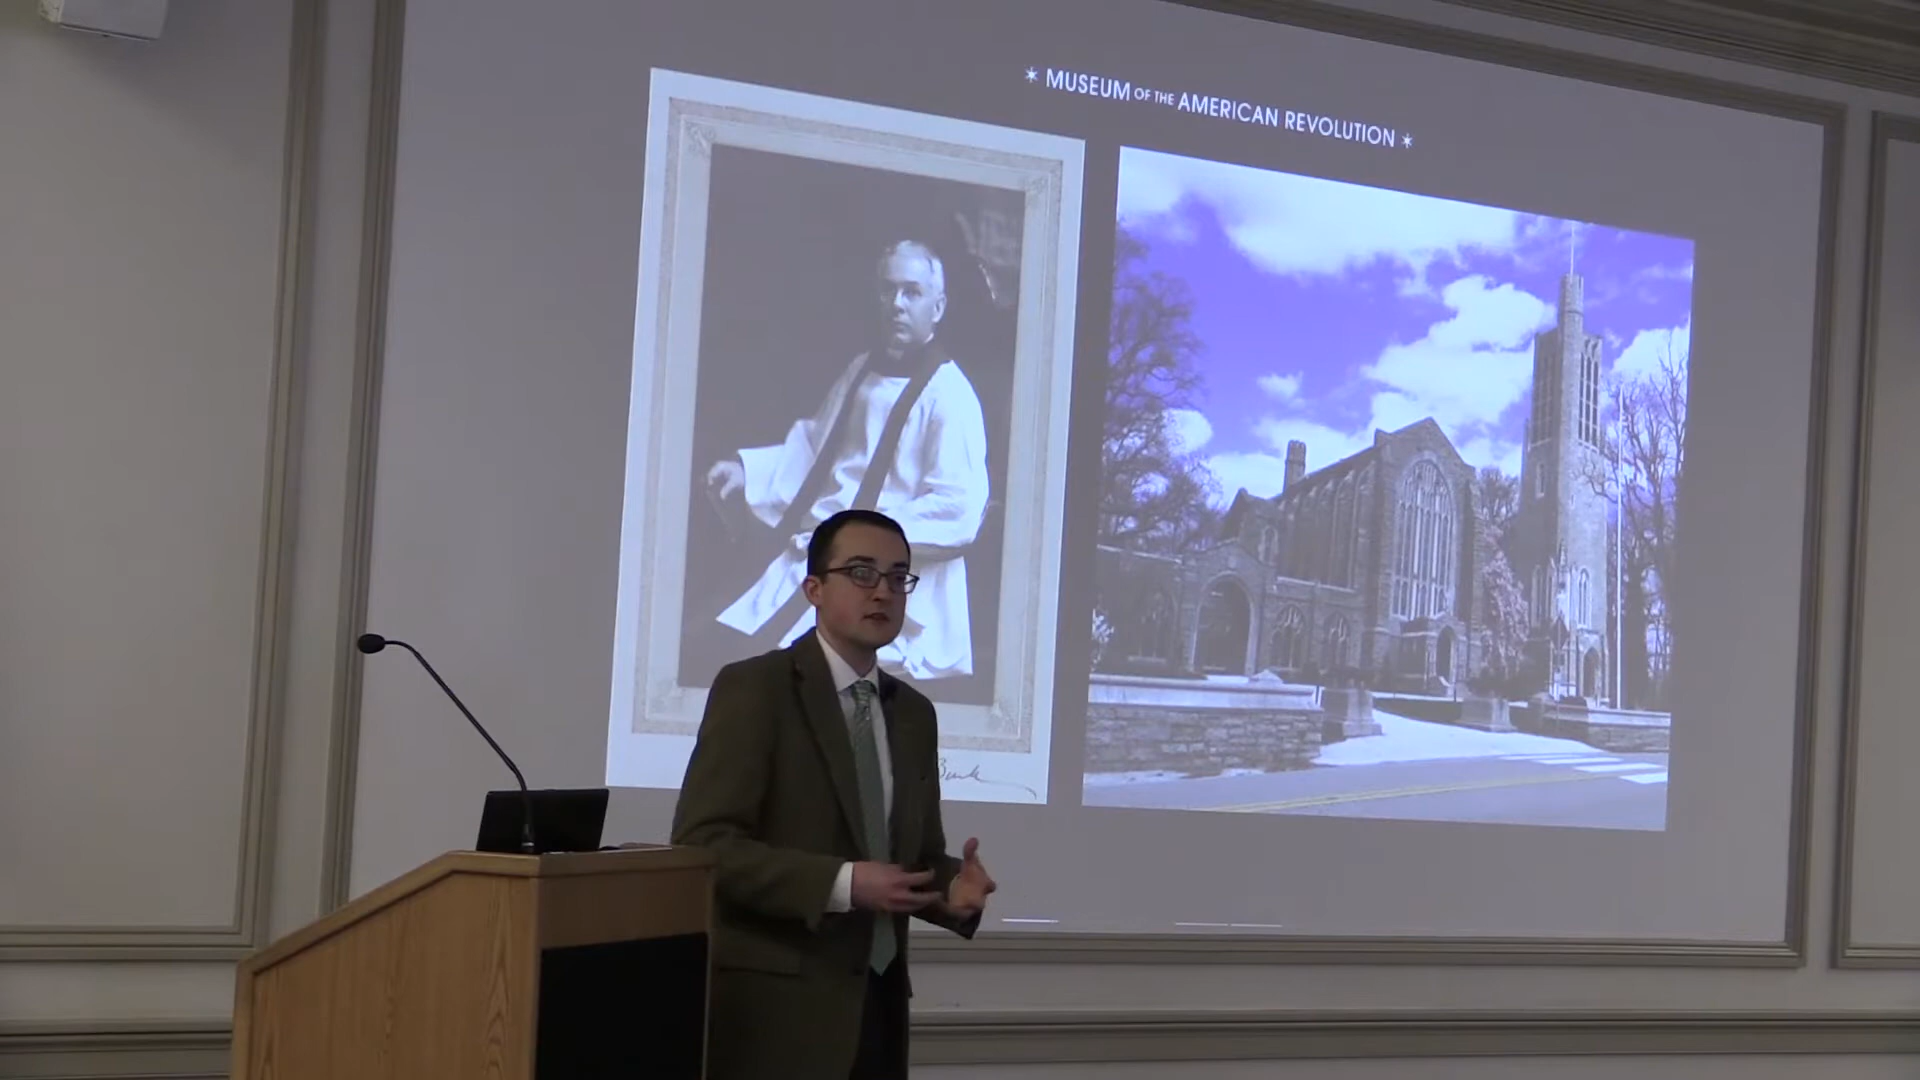 ✶ MUSEUM OF THE AMERICAN REVOLUTION ✶